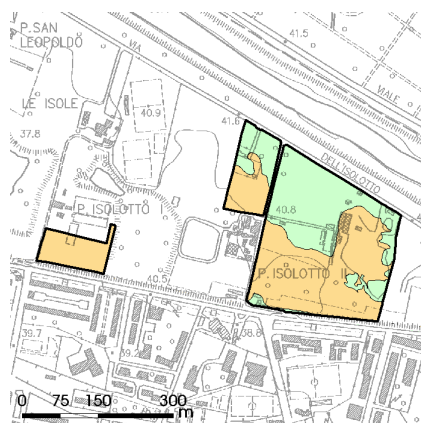 P.SAN
LEOPOLDO
VIA
41.5
VIALE
LE ISOLE
40.9
41.6
37.8
DELL'ISOLOTTO
P.ISOLOTTO I
40.8
P.ISOLOTTO II
40.5
39.7
39.2
38.8
0 75 150 300
m